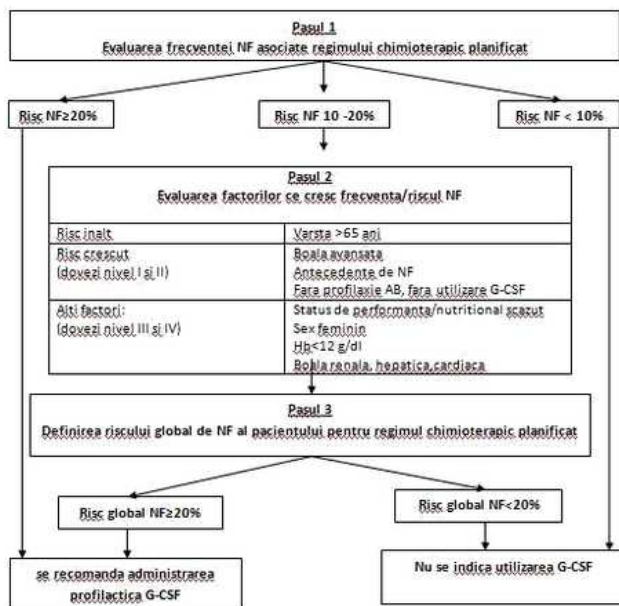 Pasul 1
Evaluarea frecventei NF asociate regimului chimioterapic planificat
Risc NF≥20%
Risc NF 10 -20%
Risc NF < 10%
Pasul 2
Evaluarea factorilor ce cresc frecventa/riscul NF
Risc inalt
Varsta >65 ani
Risc crescut
(dovezi nivel I si II)
Boala avansata
Antecedente de NF
Fara profilaxie AB, fara utilizare G-CSF
Alti factori:
(dovezi nivel III si IV)
Status de performanta/nutritional scazut
Sex feminin
Hb<12 g/dl
Boala renala, hepatica,cardiaca
Pasul 3
Definirea riscului global de NF al pacientului pentru regimul chimioterapic planificat
Risc global NF≥20%
Risc global NF<20%
se recomanda administrarea
profilactica G-CSF
Nu se indica utilizarea G-CSF